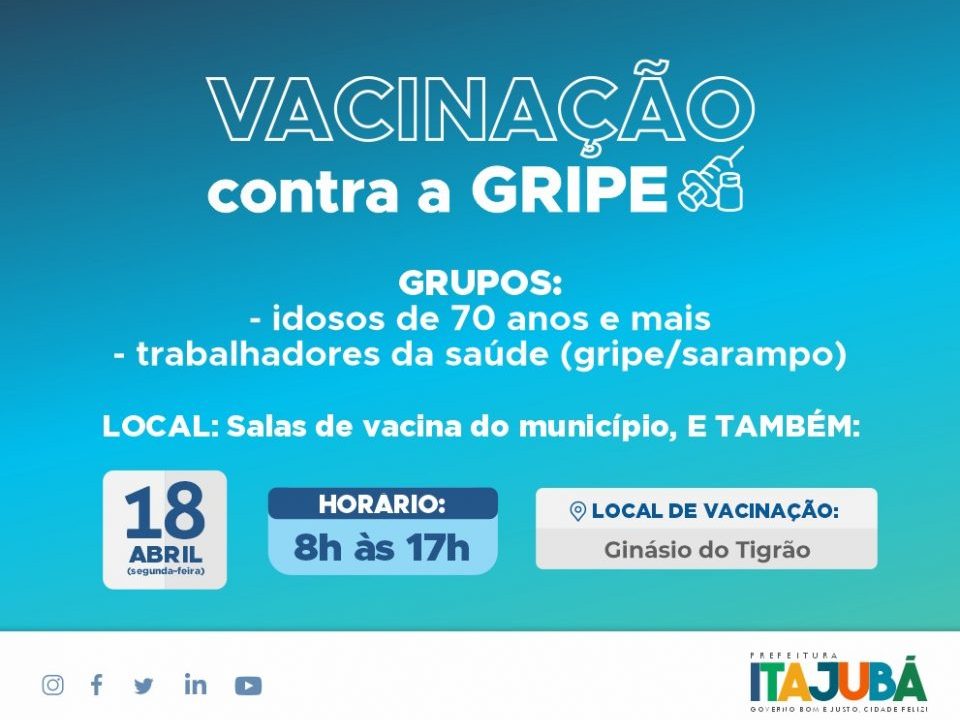 VACINAÇÃO
contra a GRIPE
GRUPOS:
- idosos de 70 anos e mais
- trabalhadores da saúde (gripe/sarampo)
LOCAL: Salas de vacina do município, E TAMBÉM:
18
ABRIL
(segunda-feira)
HORÁRIO:
8h às 17h
LOCAL DE VACINAÇÃO:
Ginásio do Tigrão
PREFEITURA
ITAJUBÁ
GOVERNO BOM E JUSTO, CIDADE FELIZ!